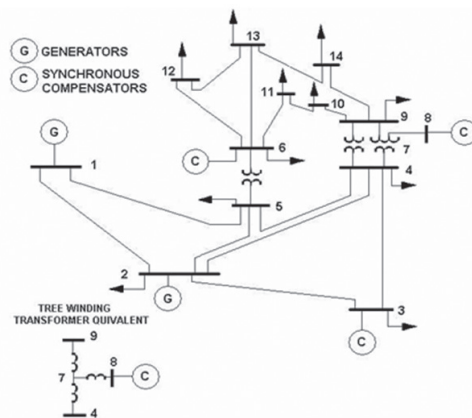 G GENERATORS
C SYNCHRONOUS
COMPENSATORS
13
14
12
11
10
9
8
C
G
C
6
7
1
4
5
2
G
3
C
TREE WINDING
TRANSFORMER QUIVALENT
9
8
7
C
4